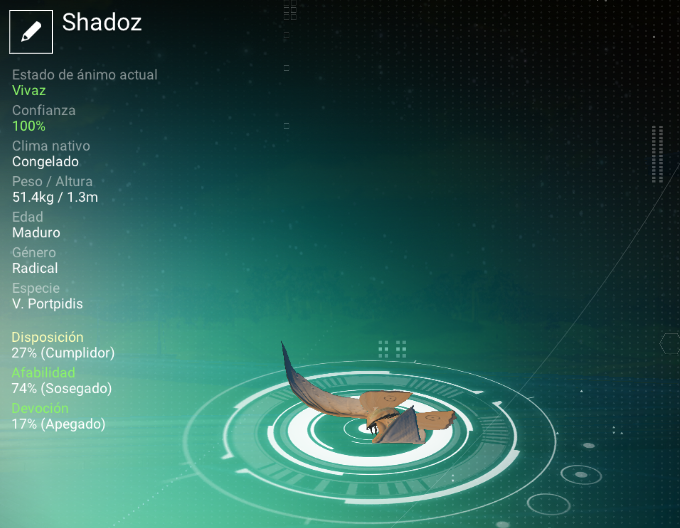 Shadoz
Estado de ánimo actual
Vivaz
Confianza
100%
Clima nativo
Congelado
Peso / Altura
51.4kg / 1.3m
Edad
Maduro
Género
Radical
Especie
V. Portpidis
Disposición
27% (Cumplidor)
Afabilidad
74% (Sosegado)
Devoción
17% (Apegado)